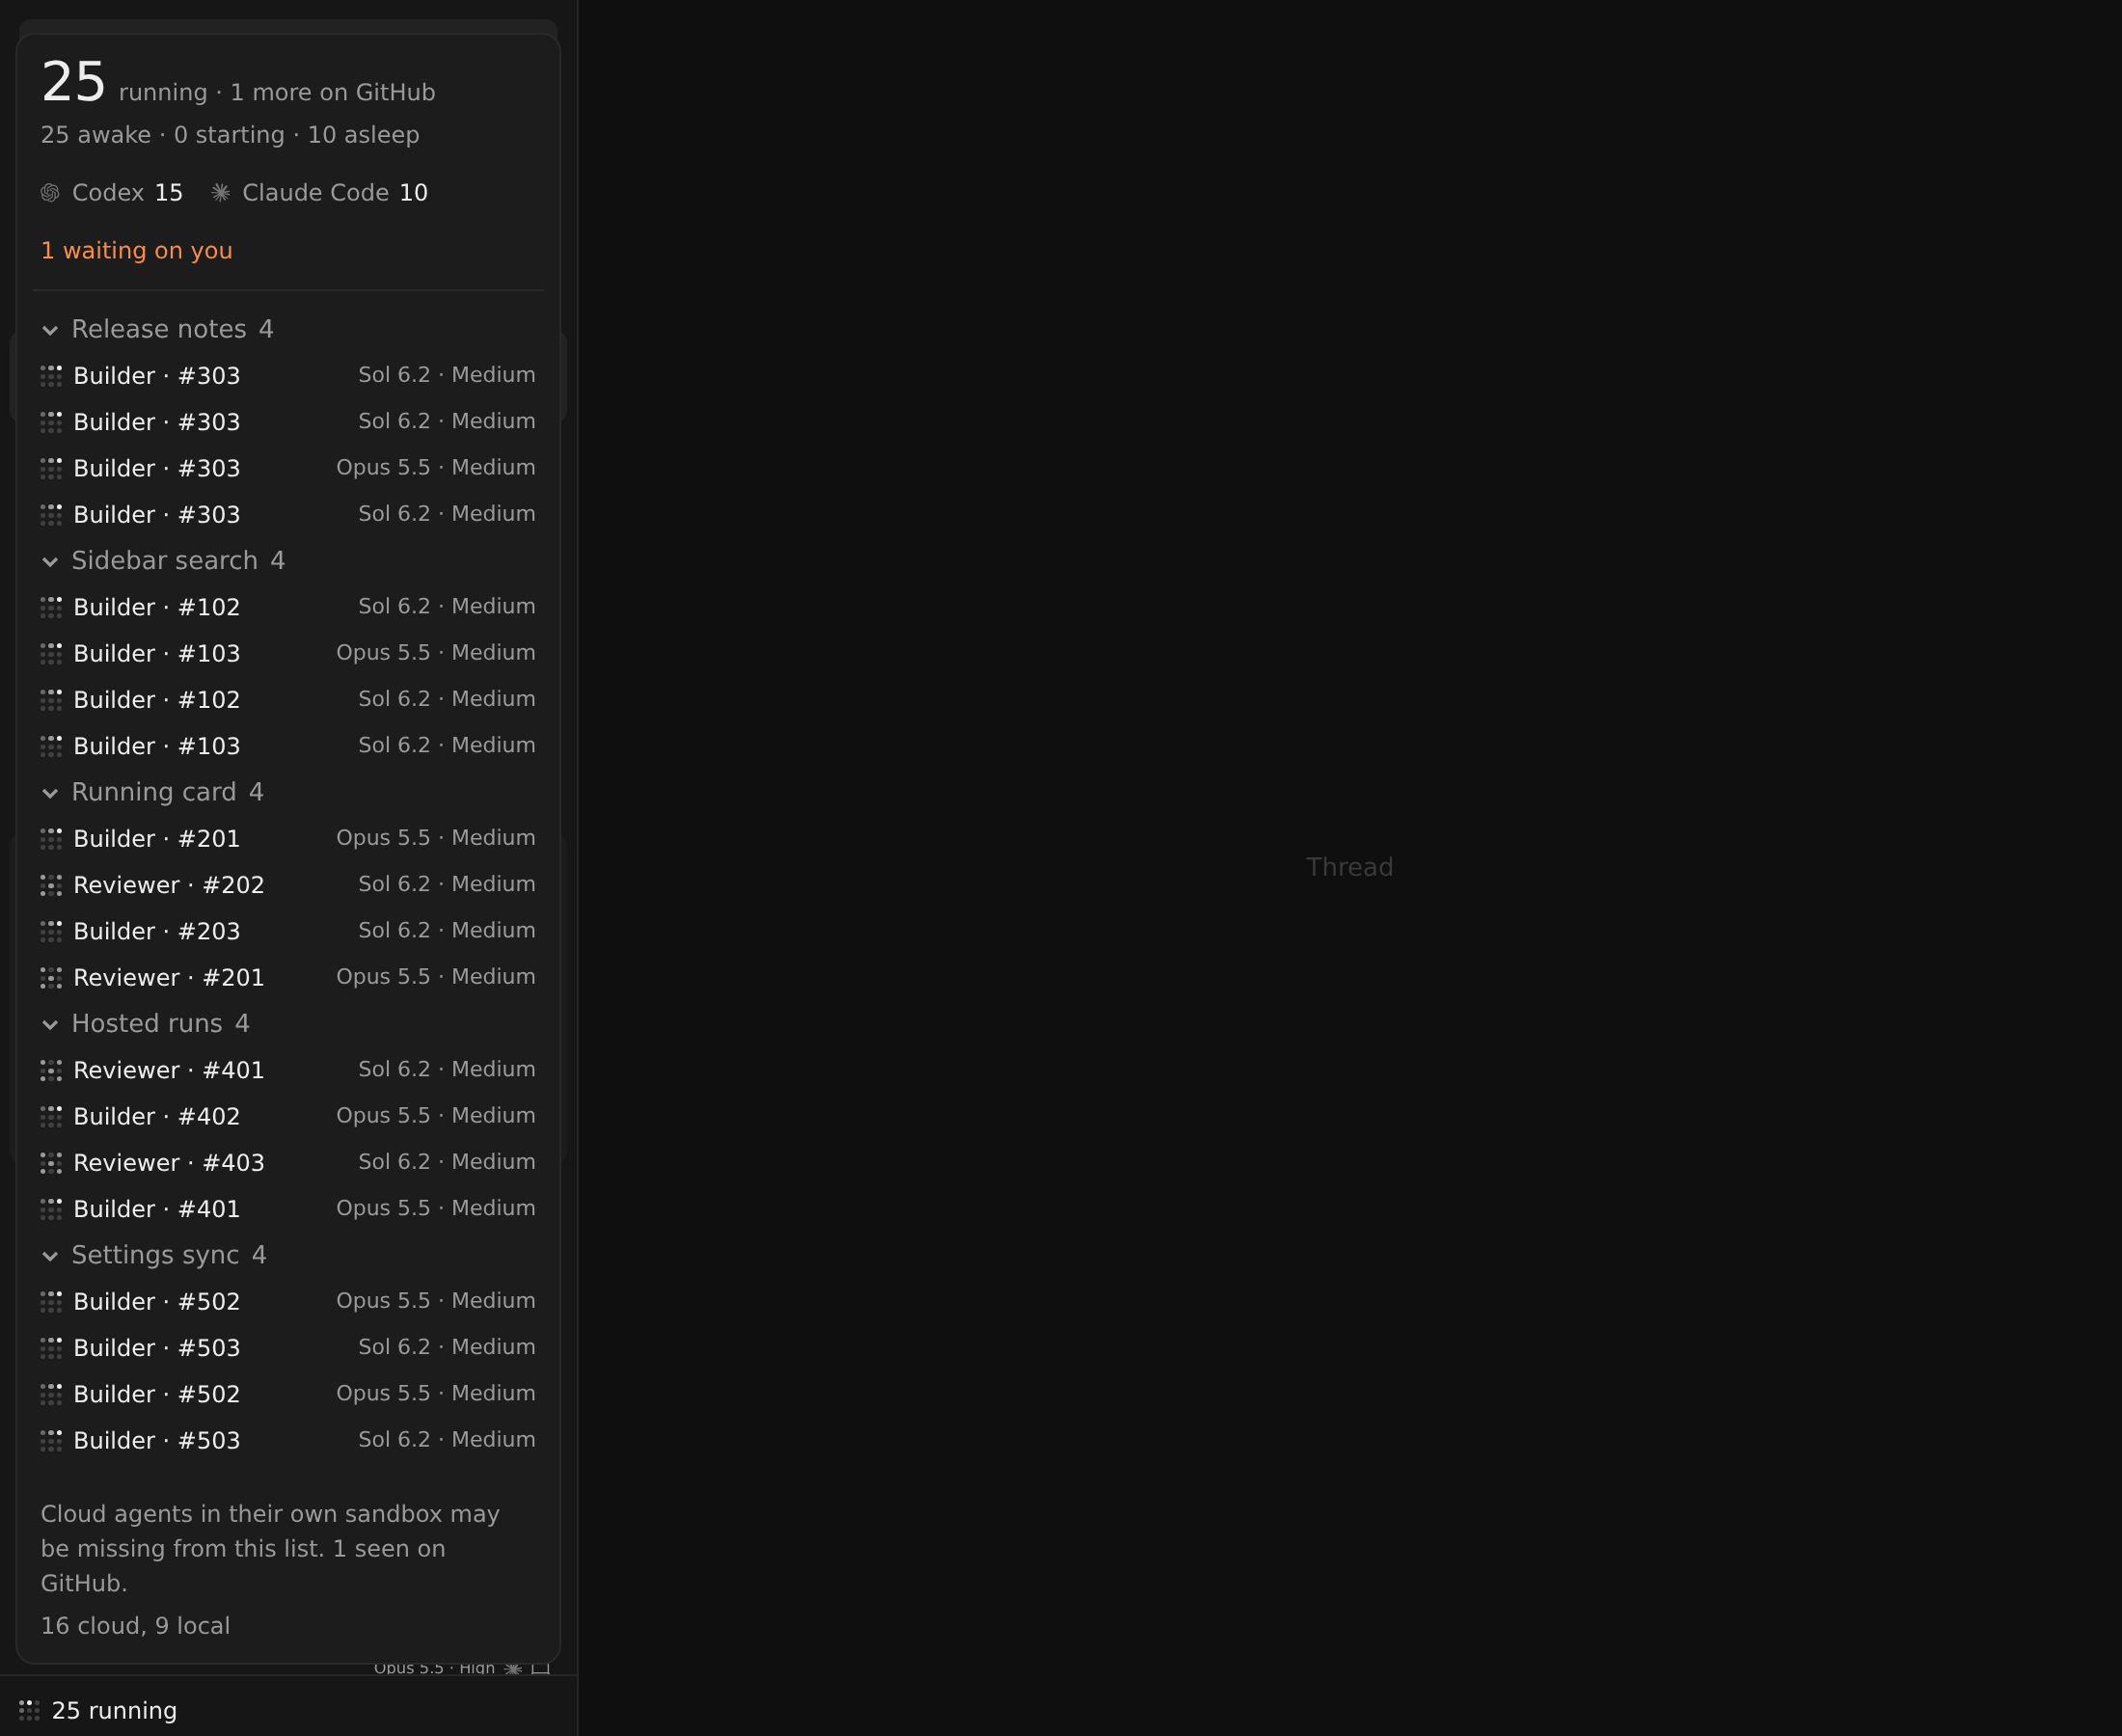 25 running · 1 more on GitHub
25 awake · 0 starting · 10 asleep
Codex 15 Claude Code 10
1 waiting on you
Release notes 4
Builder · #303 Sol 6.2 · Medium
Builder · #303 Sol 6.2 · Medium
Builder · #303 Opus 5.5 · Medium
Builder · #303 Sol 6.2 · Medium
Sidebar search 4
Builder · #102 Sol 6.2 · Medium
Builder · #103 Opus 5.5 · Medium
Builder · #102 Sol 6.2 · Medium
Builder · #103 Sol 6.2 · Medium
Running card 4
Builder · #201 Opus 5.5 · Medium
Reviewer · #202 Sol 6.2 · Medium
Builder · #203 Sol 6.2 · Medium
Reviewer · #201 Opus 5.5 · Medium
Hosted runs 4
Reviewer · #401 Sol 6.2 · Medium
Builder · #402 Opus 5.5 · Medium
Reviewer · #403 Sol 6.2 · Medium
Builder · #401 Opus 5.5 · Medium
Settings sync 4
Builder · #502 Opus 5.5 · Medium
Builder · #503 Sol 6.2 · Medium
Builder · #502 Opus 5.5 · Medium
Builder · #503 Sol 6.2 · Medium
Cloud agents in their own sandbox may
be missing from this list. 1 seen on
GitHub.
16 cloud, 9 local
Opus 5.5 · High
25 running
Thread